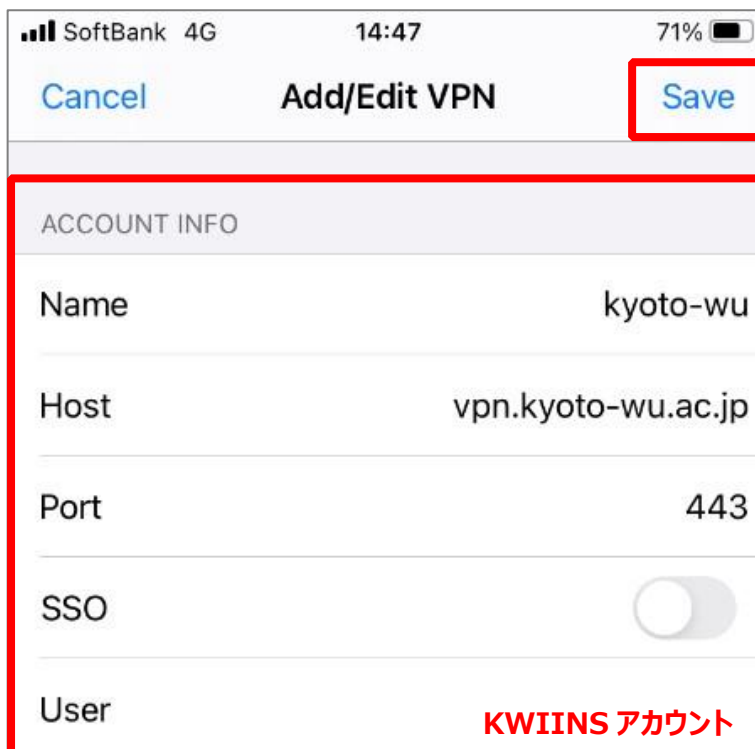 SoftBank 4G 14:47 71%
Cancel Add/Edit VPN Save
ACCOUNT INFO
Name kyoto-wu
Host vpn.kyoto-wu.ac.jp
Port 443
SSO
User KWIINS アカウント